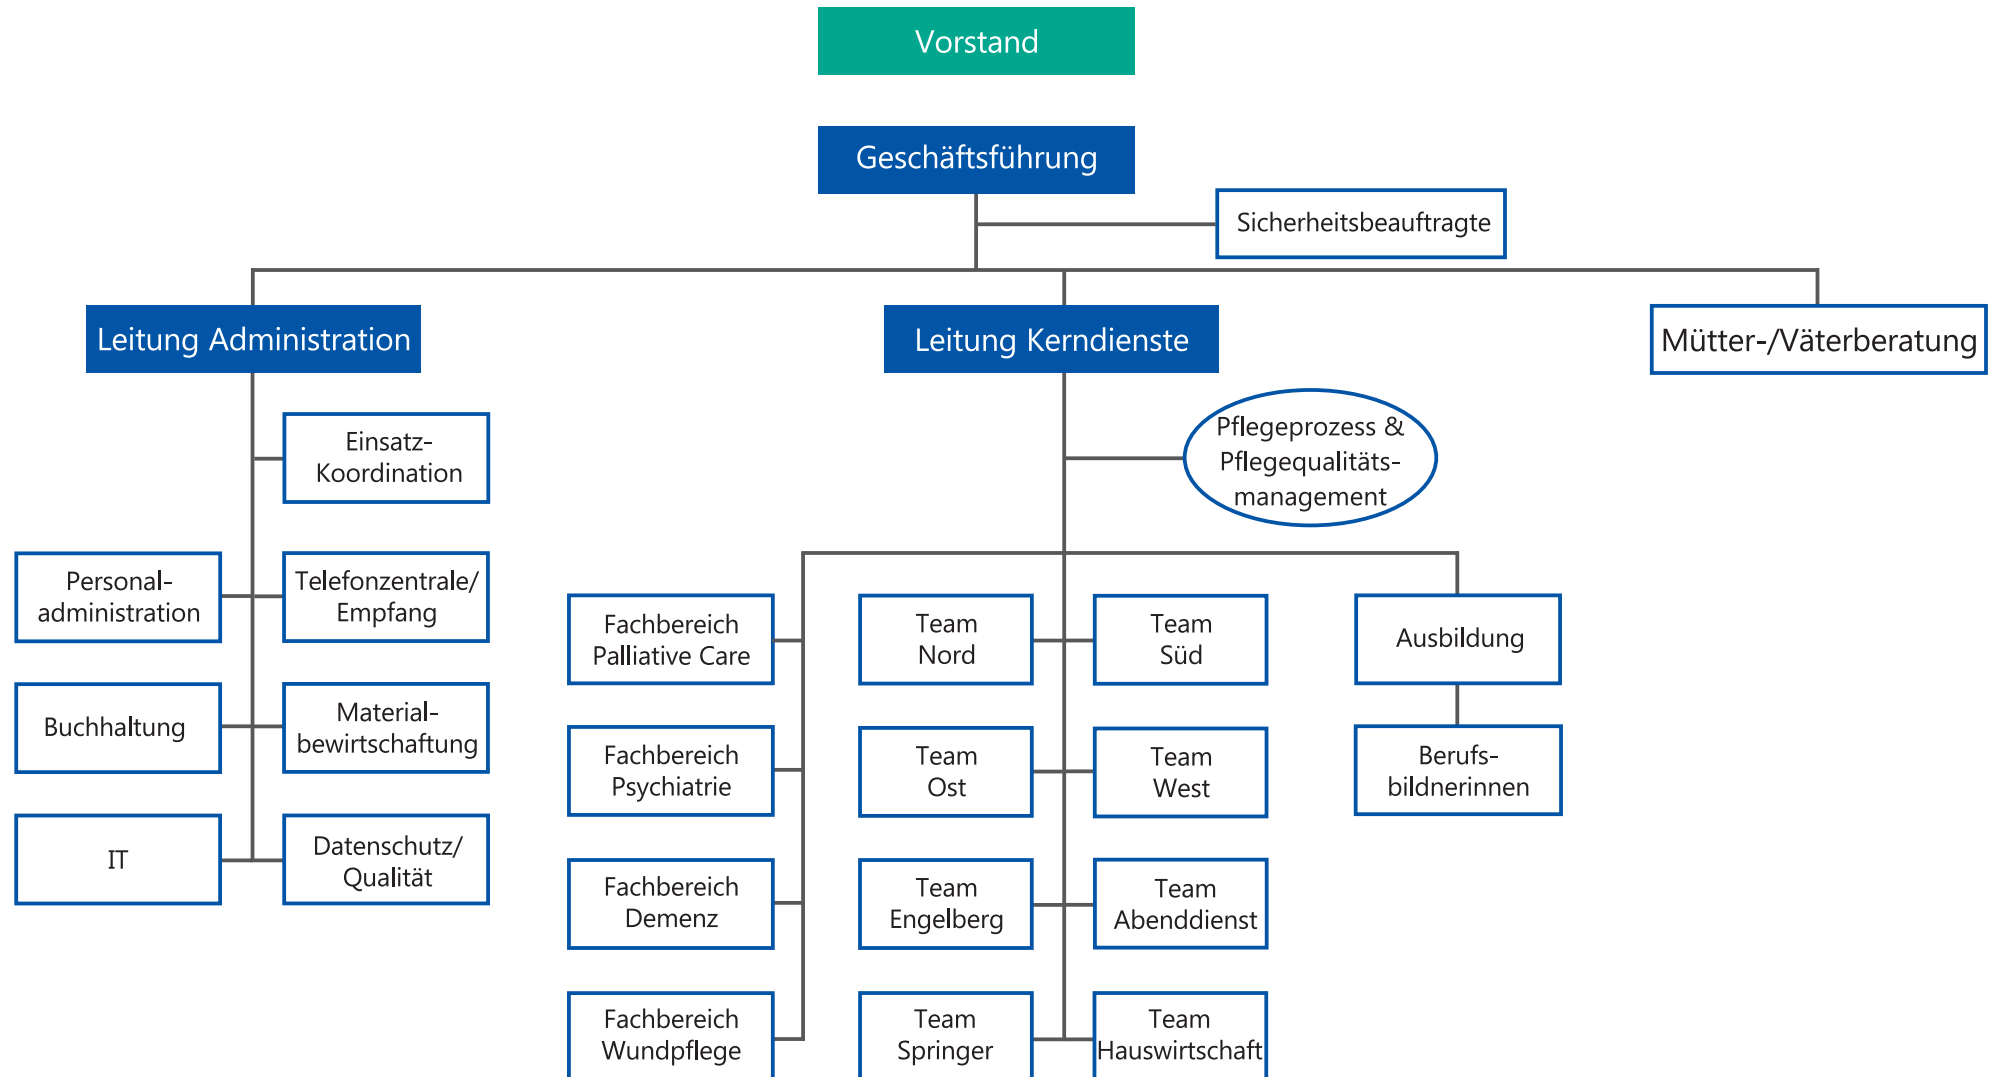 Vorstand
Geschäftsführung
Sicherheitsbeauftragte
Leitung Administration
Leitung Kerndienste
Mütter-/Väterberatung
Einsatz-
Koordination
Pflegeprozess &
Pflegequalitäts-
management
Personal-
administration
Telefonzentrale/
Empfang
Buchhaltung
Material-
bewirtschaftung
IT
Datenschutz/
Qualität
Fachbereich
Palliative Care
Team
Nord
Team
Süd
Ausbildung
Fachbereich
Psychiatrie
Team
Ost
Team
West
Berufs-
bildnerinnen
Fachbereich
Demenz
Team
Engelberg
Team
Abenddienst
Fachbereich
Wundpflege
Team
Springer
Team
Hauswirtschaft